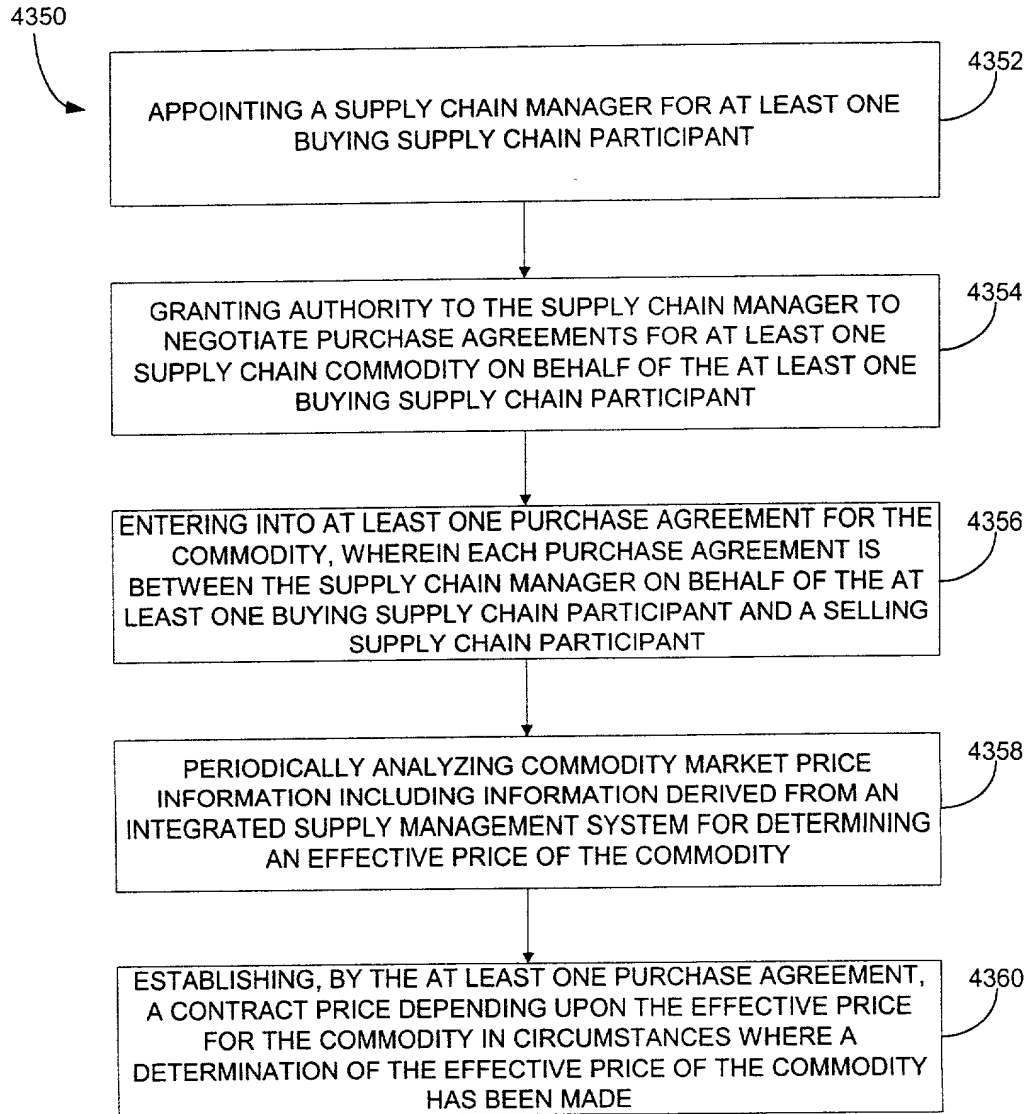 4350
4352
APPOINTING A SUPPLY CHAIN MANAGER FOR AT LEAST ONE
BUYING SUPPLY CHAIN PARTICIPANT
4354
GRANTING AUTHORITY TO THE SUPPLY CHAIN MANAGER TO
NEGOTIATE PURCHASE AGREEMENTS FOR AT LEAST ONE
SUPPLY CHAIN COMMODITY ON BEHALF OF THE AT LEAST ONE
BUYING SUPPLY CHAIN PARTICIPANT
4356
ENTERING INTO AT LEAST ONE PURCHASE AGREEMENT FOR THE
COMMODITY, WHEREIN EACH PURCHASE AGREEMENT IS
BETWEEN THE SUPPLY CHAIN MANAGER ON BEHALF OF THE AT
LEAST ONE BUYING SUPPLY CHAIN PARTICIPANT AND A SELLING
SUPPLY CHAIN PARTICIPANT
4358
PERIODICALLY ANALYZING COMMODITY MARKET PRICE
INFORMATION INCLUDING INFORMATION DERIVED FROM AN
INTEGRATED SUPPLY MANAGEMENT SYSTEM FOR DETERMINING
AN EFFECTIVE PRICE OF THE COMMODITY
4360
ESTABLISHING, BY THE AT LEAST ONE PURCHASE AGREEMENT,
A CONTRACT PRICE DEPENDING UPON THE EFFECTIVE PRICE
FOR THE COMMODITY IN CIRCUMSTANCES WHERE A
DETERMINATION OF THE EFFECTIVE PRICE OF THE COMMODITY
HAS BEEN MADE